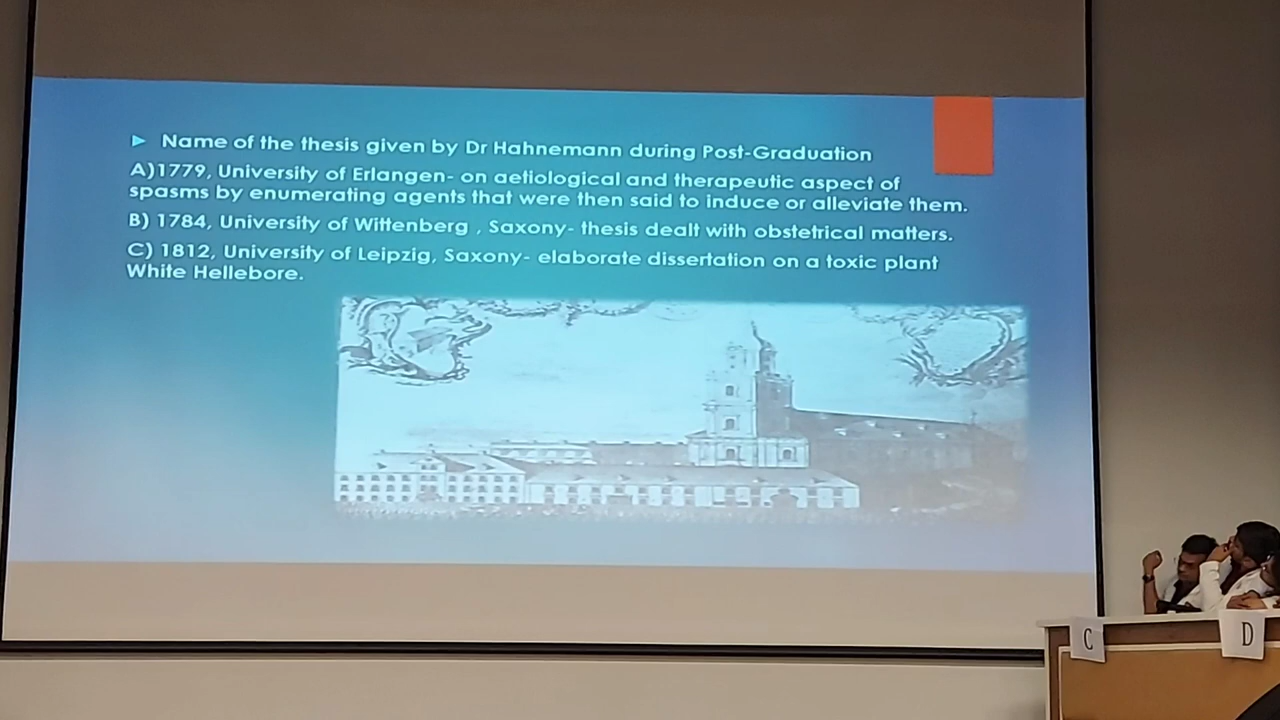 Name of the thesis given by Dr Hahnemann during Post-Graduation
A)1779, University of Erlangen- on aetiological and therapeutic aspect of
spasms by enumerating agents that were then said to induce or alleviate them.
B) 1784, University of Wittenberg , Saxony- thesis dealt with obstetrical matters.
C) 1812, University of Leipzig, Saxony- elaborate dissertation on a toxic plant
White Hellebore.
C
D